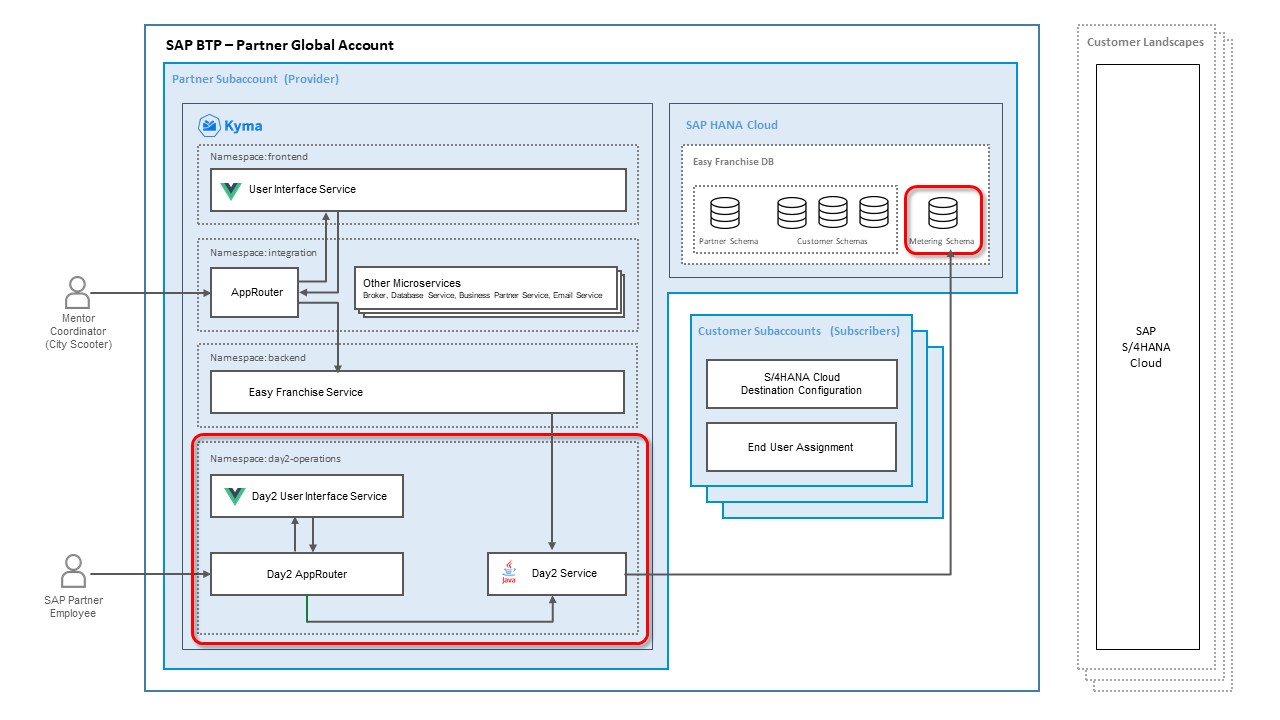 SAP BTP – Partner Global Account
Customer Landscapes
Partner Subaccount (Provider)
Kyma
SAP HANA Cloud
Namespace: frontend
User Interface Service
Easy Franchise DB
Partner Schema
Customer Schemas
Metering Schema
Namespace: integration
AppRouter
Other Microservices
Broker, Database Service, Business Partner Service, Email Service
Mentor
Coordinator
(City Scooter)
Namespace: backend
Easy Franchise Service
Customer Subaccounts (Subscribers)
S/4HANA Cloud
Destination Configuration
End User Assignment
SAP
S/4HANA
Cloud
Namespace: day2-operations
Day2 User Interface Service
Day2 AppRouter
Java
Day2 Service
SAP Partner
Employee